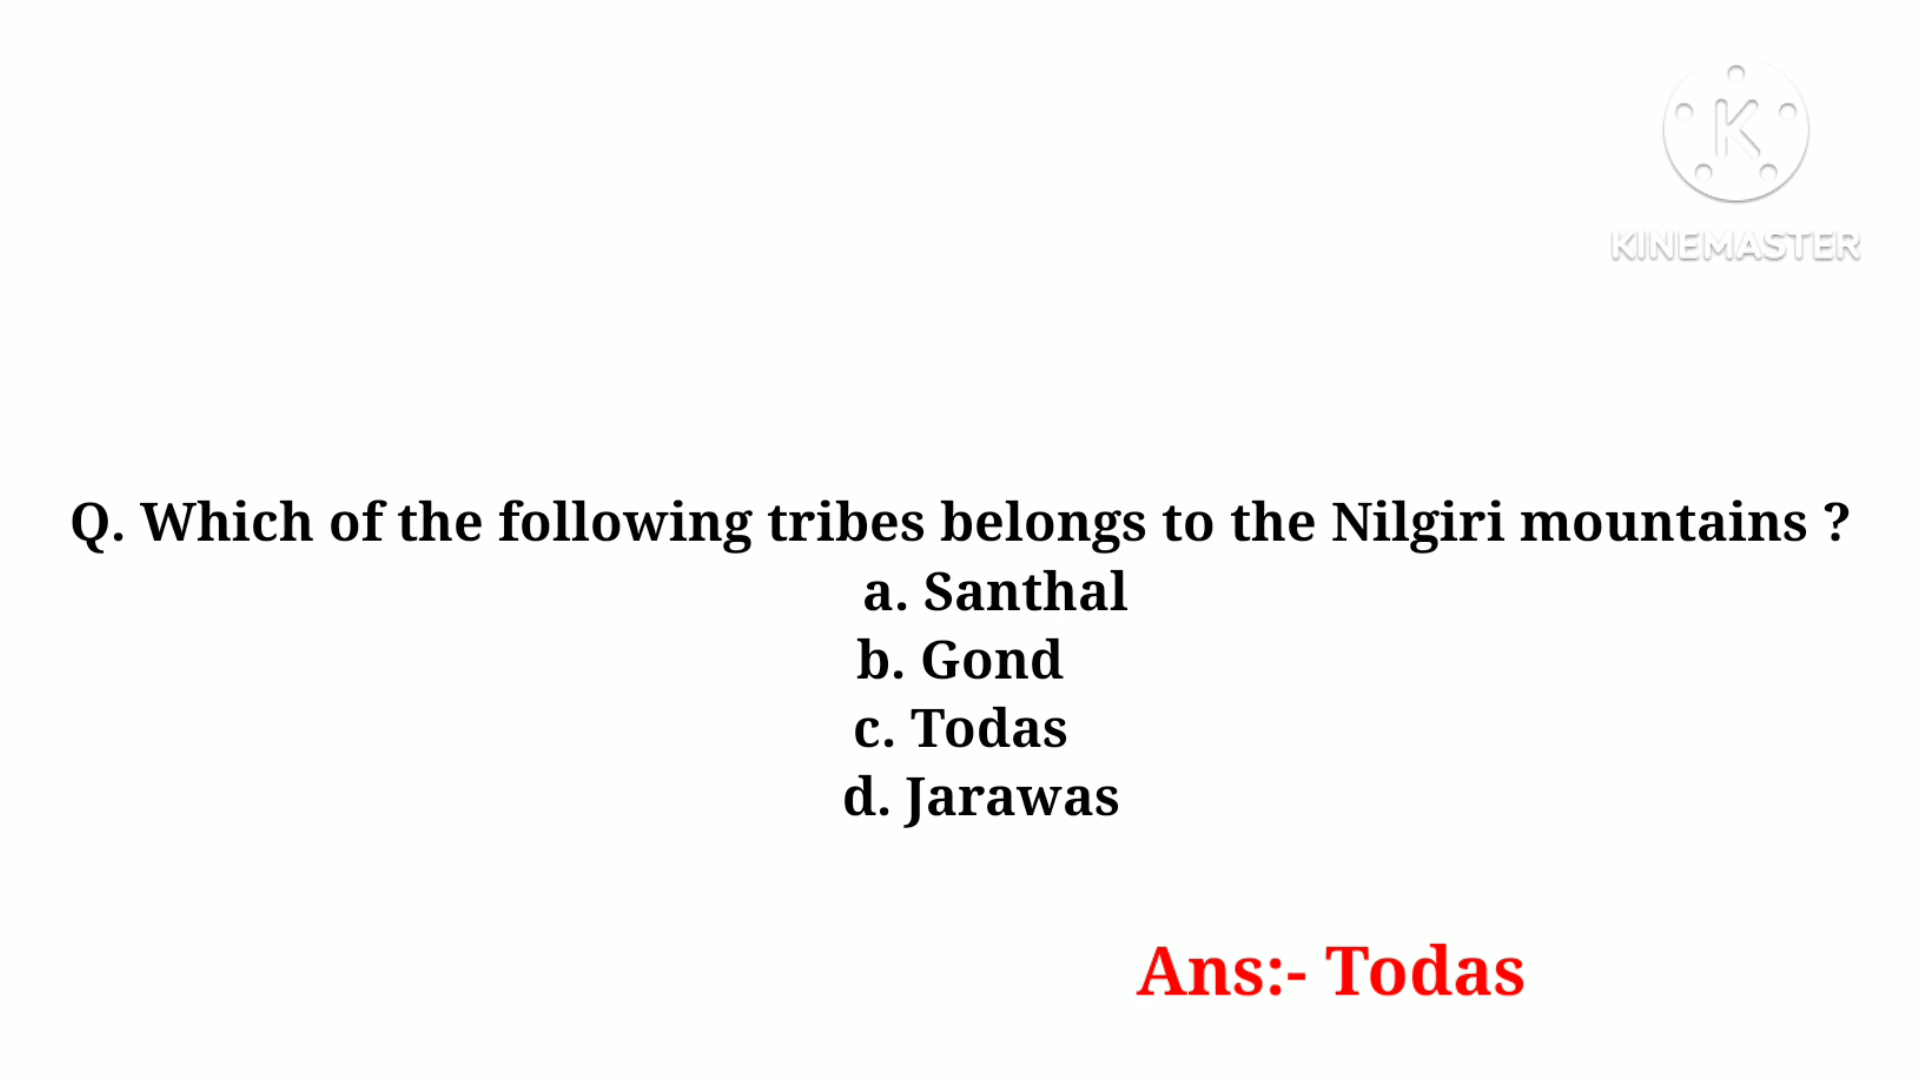 K
KINEMASTER
Q. Which of the following tribes belongs to the Nilgiri mountains ?
a. Santhal
b. Gond
c. Todas
d. Jarawas
Ans:- Todas